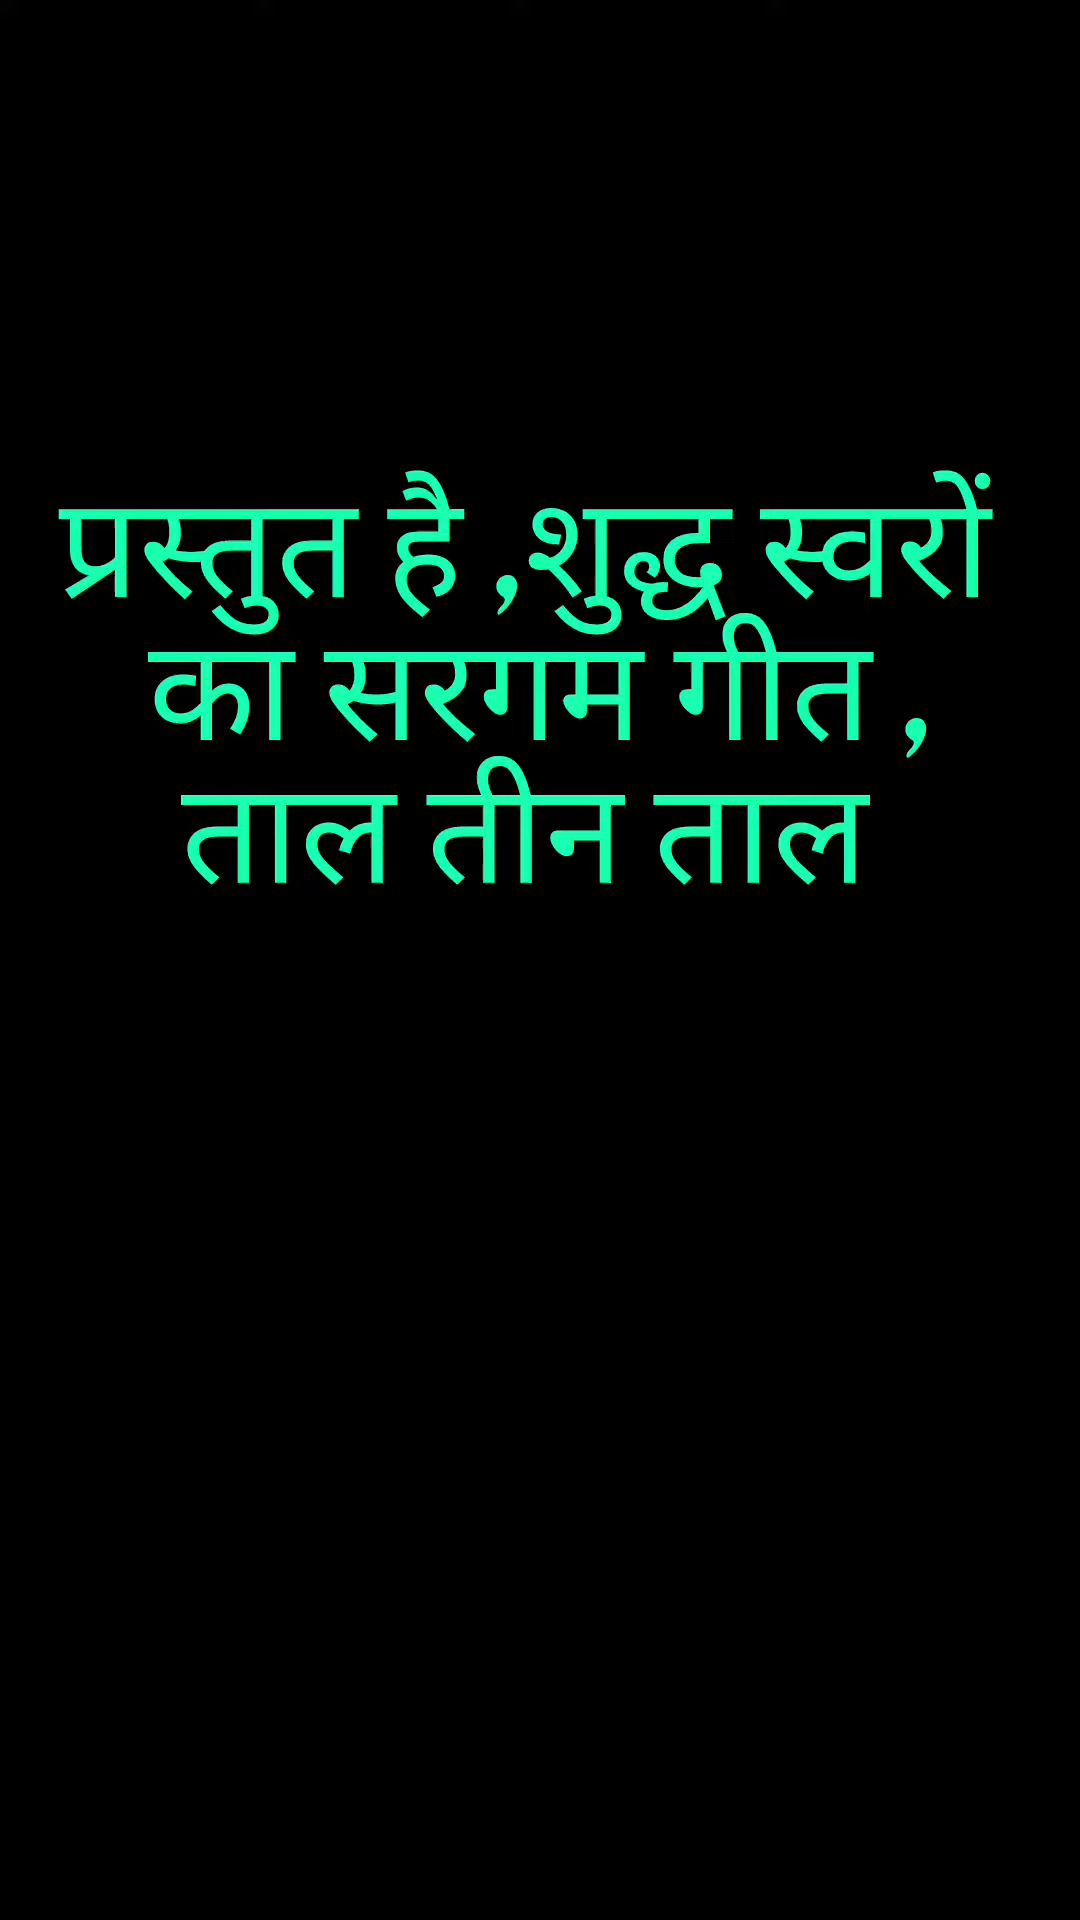 प्रस्तुत है ,शुद्ध स्वरों
का सरगम गीत ,
ताल तीन ताल